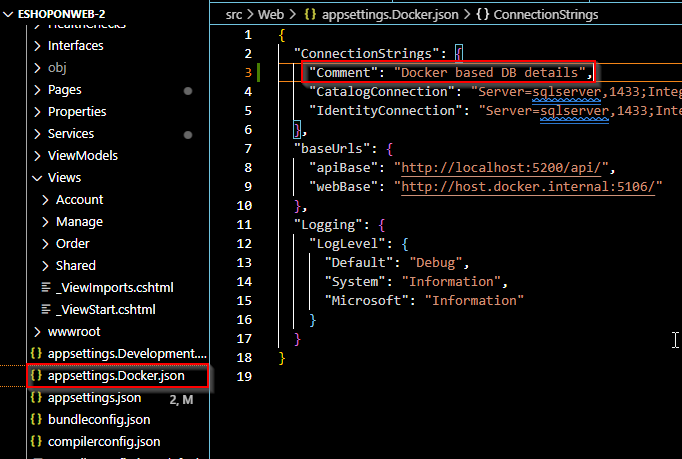 ESHOPONWEB-2
Interfaces
obj
Pages
Properties
Services
ViewModels
Views
Account
Manage
Order
Shared
_ViewImports.cshtml
_ViewStart.cshtml
wwwroot
{} appsettings.Development....
{} appsettings.Docker.json
{} appsettings.json 2, M
{} bundleconfig.json
{} compilerconfig.json
src > Web > {} appsettings.Docker.json > {} ConnectionStrings
1 {
2 "ConnectionStrings": {
3 "Comment": "Docker based DB details",
4 "CatalogConnection": "Server=sqlserver,1433;Integ
5 "IdentityConnection": "Server=sqlserver,1433;Inte
6 },
7 "baseUrls": {
8 "apiBase": "http://localhost:5200/api/",
9 "webBase": "http://host.docker.internal:5106/"
10 },
11 "Logging": {
12 "LogLevel": {
13 "Default": "Debug",
14 "System": "Information",
15 "Microsoft": "Information"
16 }
17 }
18 }
19